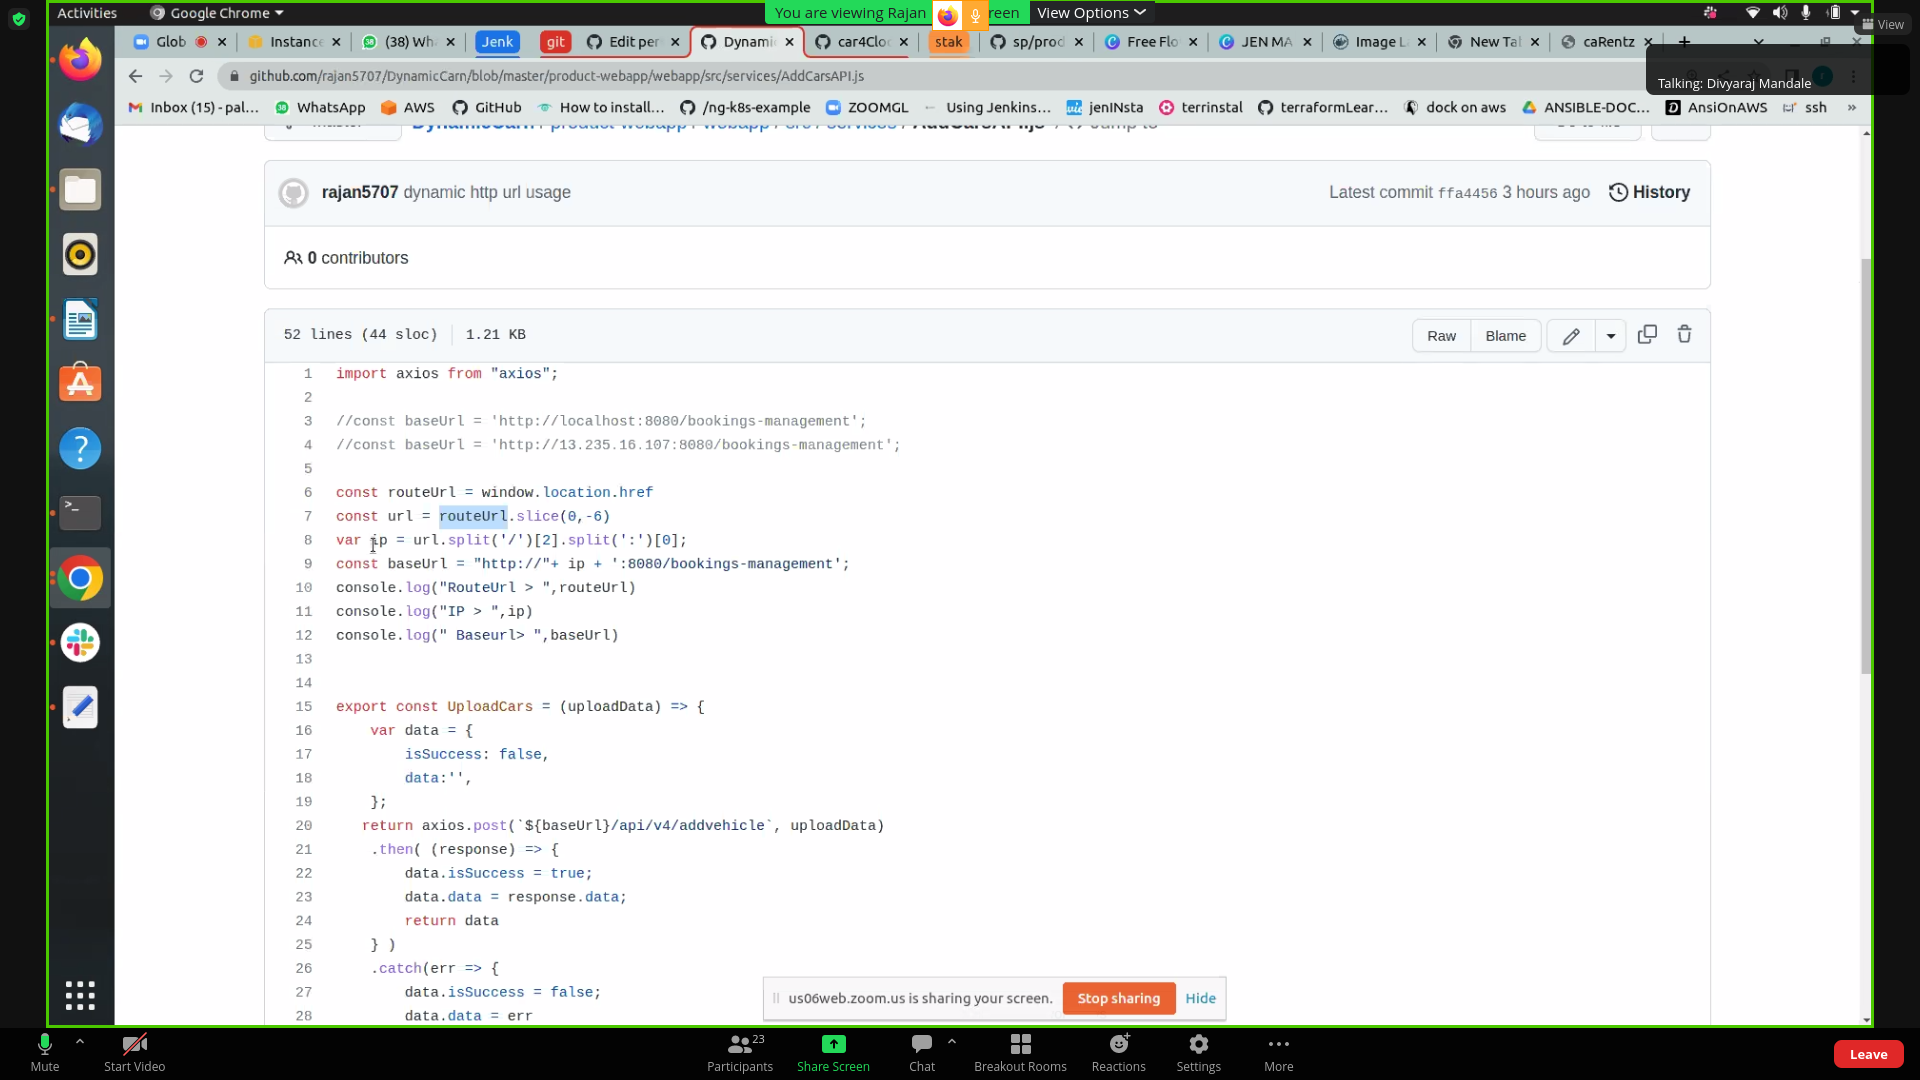 Activities
Google Chrome
You are viewing Rajan
reen
View Options
View
Glob
Instance
(38) Wh
Jenk
git
Edit per
Dynami
car4Clo
stak
sp/prod
Free Flo
JEN MA
Image L
New Tal
caRentz
github.com/rajan5707/DynamicCarn/blob/master/product-webapp/webapp/src/services/AddCarsAPI.js
Talking: Divyaraj Mandale
Inbox (15) - pal...
WhatsApp
AWS
GitHub
How to install...
/ng-k8s-example
ZOOMGL
Using Jenkins...
jenINsta
terrinstal
terraformLear...
dock on aws
ANSIBLE-DOC...
AnsiOnAWS
ssh
»
rajan5707 dynamic http url usage
Latest commit ffa4456 3 hours ago
History
0 contributors
52 lines (44 sloc)
1.21 KB
Raw
Blame
1 import axios from "axios";
2
3 //const baseUrl = 'http://localhost:8080/bookings-management';
4 //const baseUrl = 'http://13.235.16.107:8080/bookings-management';
5
6 const routeUrl = window.location.href
7 const url = routeUrl.slice(0,-6)
8 var ip = url.split('/')[2].split(':')[0];
9 const baseUrl = "http://"+ ip + ':8080/bookings-management';
10 console.log("RouteUrl > ",routeUrl)
11 console.log("IP > ",ip)
12 console.log(" Baseurl> ",baseUrl)
13
14
15 export const UploadCars = (uploadData) => {
16 var data = {
17 isSuccess: false,
18 data:'',
19 };
20 return axios.post(`${baseUrl}/api/v4/addvehicle`, uploadData)
21 .then( (response) => {
22 data.isSuccess = true;
23 data.data = response.data;
24 return data
25 } )
26 .catch(err => {
27 data.isSuccess = false;
28 data.data = err
us06web.zoom.us is sharing your screen.
Stop sharing
Hide
Mute
Start Video
Participants
23
Share Screen
Chat
Breakout Rooms
Reactions
Settings
More
Leave